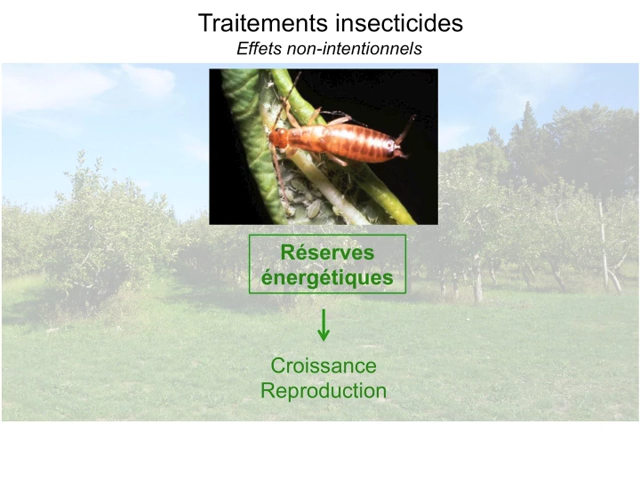 Traitements insecticides
Effets non-intentionnels
Réserves
énergétiques
Croissance
Reproduction